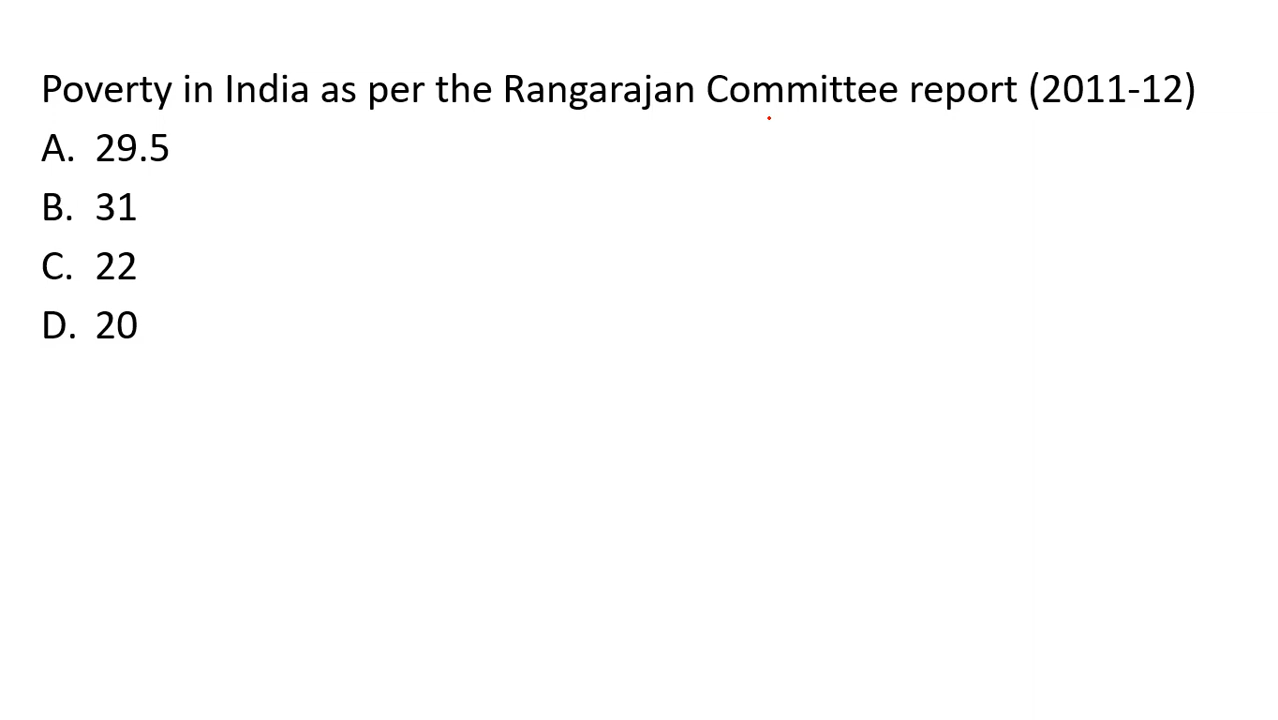 Poverty in India as per the Rangarajan Committee report (2011-12)
A. 29.5
B. 31
C. 22
D. 20